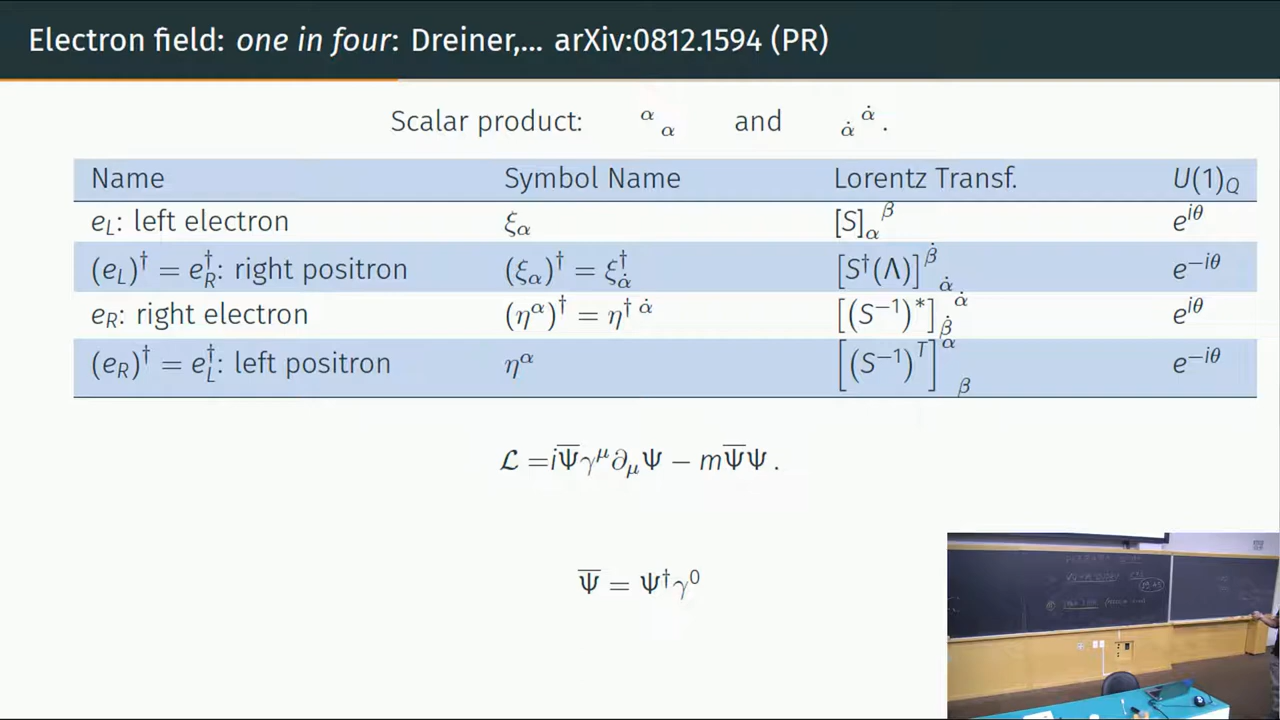 Electron field: one in four: Dreiner,... arXiv:0812.1594 (PR)
Scalar product: ^α _α and _α̇ ^α̇ .
Name Symbol Name Lorentz Transf. U(1)_Q
e_L: left electron ξ_α [S]_α^β e^{iθ}
(e_L)^† = e_R^†: right positron (ξ_α)^† = ξ^†_α̇ [S^†(Λ)]^β̇_α̇ e^{−iθ}
e_R: right electron (η^α)^† = η^{† α̇} [(S^{−1})^*]_β̇^α̇ e^{iθ}
(e_R)^† = e_L^†: left positron η^α [(S^{−1})^T]^α_β e^{−iθ}
ℒ =iΨ̅γ^μ∂_μΨ − mΨ̅Ψ .
Ψ̅ = Ψ^†γ^0